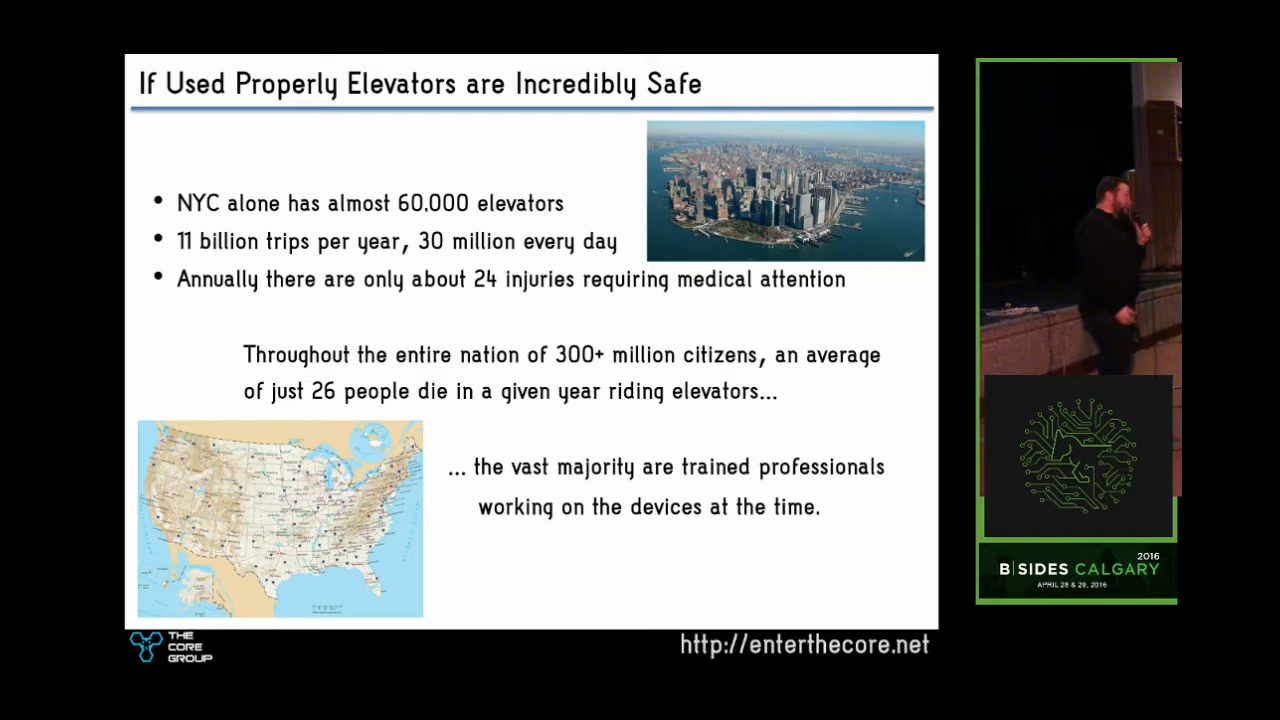 If Used Properly Elevators are Incredibly Safe
• NYC alone has almost 60,000 elevators
• 11 billion trips per year, 30 million every day
• Annually there are only about 24 injuries requiring medical attention
Throughout the entire nation of 300+ million citizens, an average
of just 26 people die in a given year riding elevators...
... the vast majority are trained professionals
working on the devices at the time.
THE
CORE
GROUP
http://enterthecore.net
2016
B|SIDES CALGARY
APRIL 28 & 29, 2016